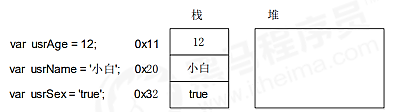 栈 堆
var usrAge = 12; 0x11 12
var usrName = '小白'; 0x20 小白
var usrSex = 'true'; 0x32 true